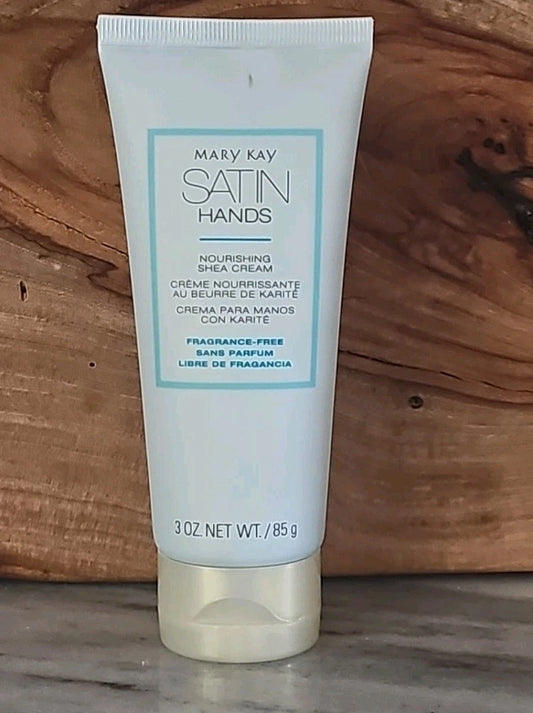 MARY KAY
SATIN
HANDS
NOURISHING
SHEA CREAM
CRÈME NOURRISSANTE
AU BEURRE DE KARITÉ
CREMA PARA MANOS
CON KARITÉ
FRAGRANCE-FREE
SANS PARFUM
LIBRE DE FRAGANCIA
3 OZ. NET WT. / 85 g